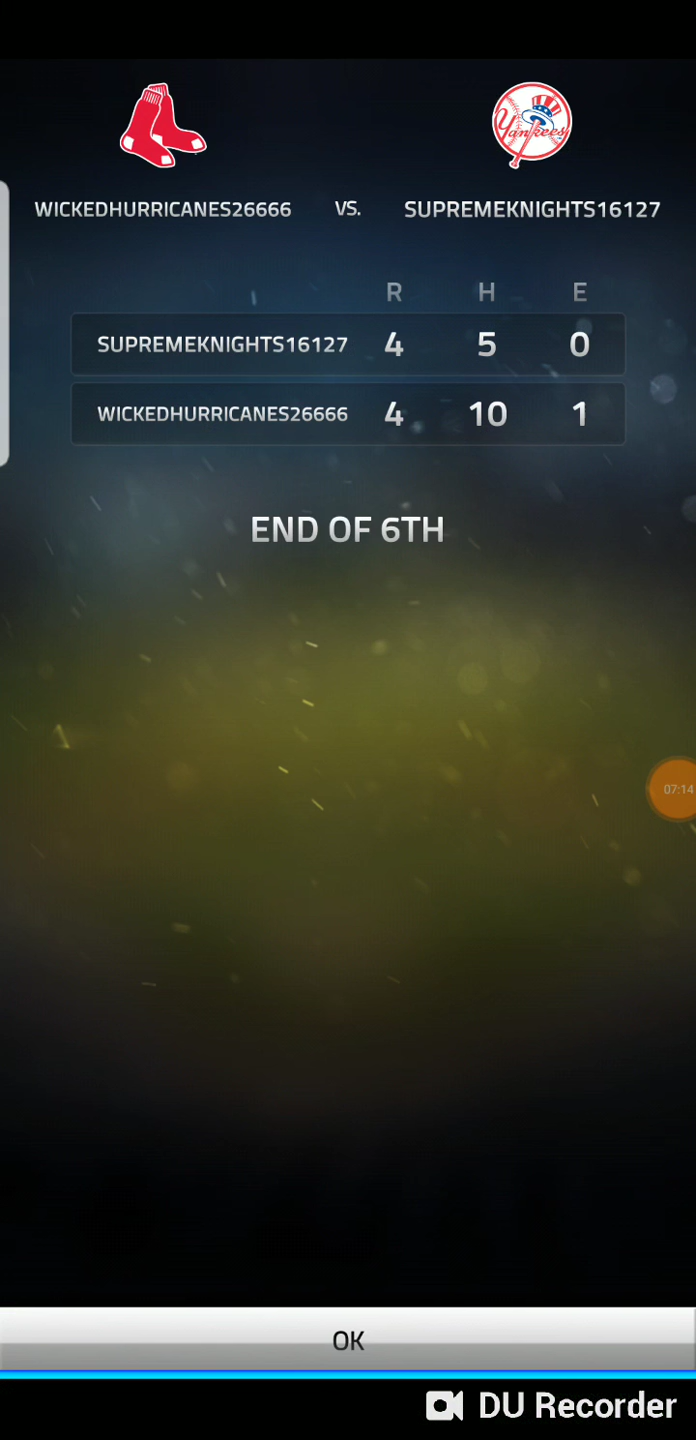 Yankees
WICKEDHURRICANES26666 VS. SUPREMEKNIGHTS16127
R H E
SUPREMEKNIGHTS16127 4 5 0
WICKEDHURRICANES26666 4 10 1
END OF 6TH
07:14
OK
DU Recorder